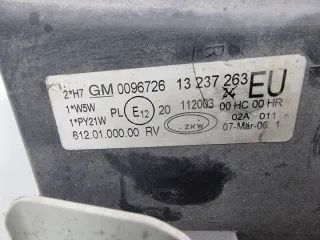 2*H7 GM 0096726 13 237 263 EU
1*W5W PL E12 20 112003 00 HC 00 HR
1*PY21W ZKW 02A 011
612.01.000.00 RV 07-Mar-06 1
R